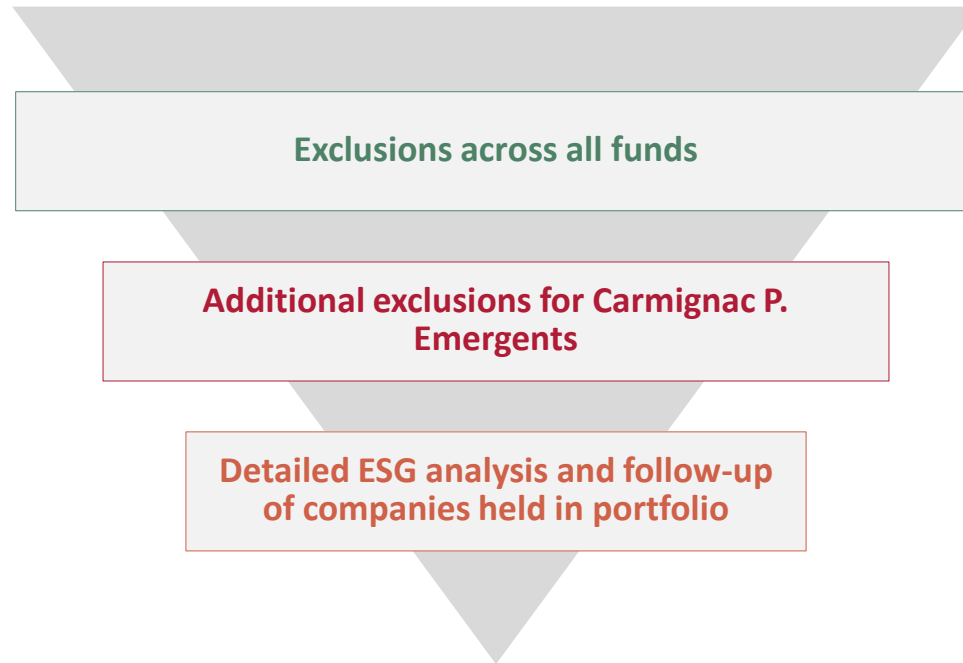 Exclusions across all funds
Additional exclusions for Carmignac P.
Emergents
Detailed ESG analysis and follow-up
of companies held in portfolio